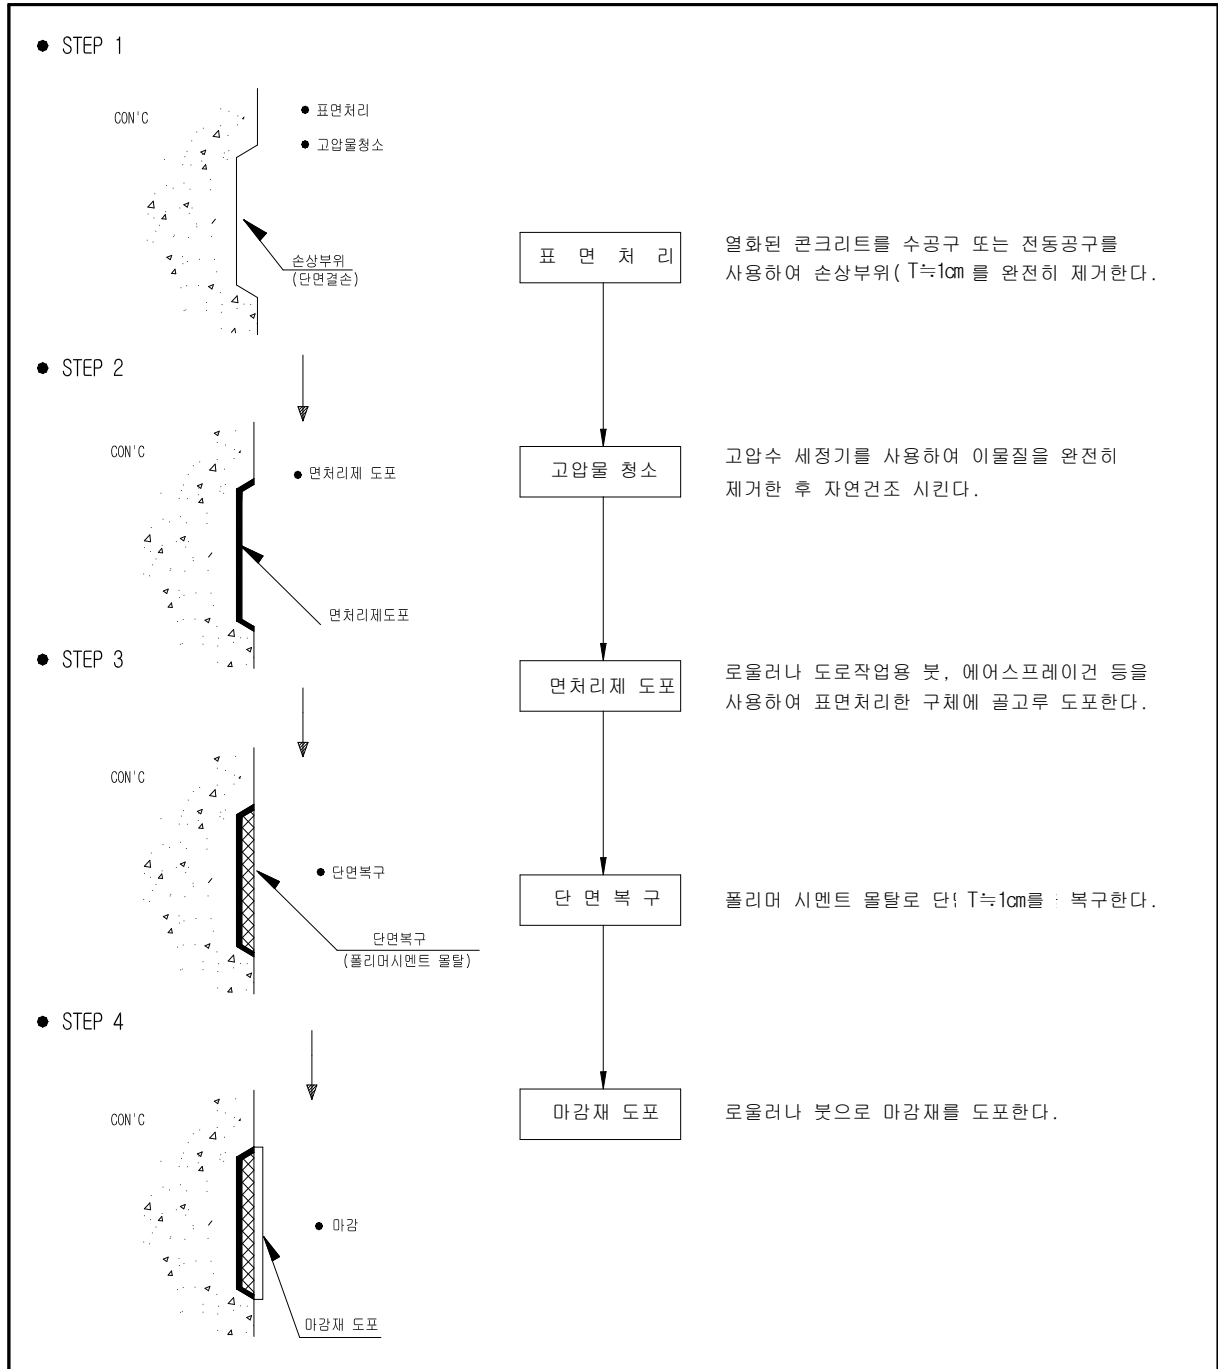 ● STEP 1
CON'C
● 표면처리
● 고압물청소
손상부위
(단면결손)
● STEP 2
CON'C
● 면처리제 도포
면처리제도포
● STEP 3
CON'C
● 단면복구
단면복구
(폴리머시멘트 몰탈)
● STEP 4
CON'C
● 마감
마감재 도포
표 면 처 리
열화된 콘크리트를 수공구 또는 전동공구를
사용하여 손상부위( T≒1cm 를 완전히 제거한다.
고압물 청소
고압수 세정기를 사용하여 이물질을 완전히
제거한 후 자연건조 시킨다.
면처리제 도포
로울러나 도로작업용 붓, 에어스프레이건 등을
사용하여 표면처리한 구체에 골고루 도포한다.
단 면 복 구
폴리머 시멘트 몰탈로 T≒1cm를 복구한다.
마감재 도포
로울러나 붓으로 마감재를 도포한다.